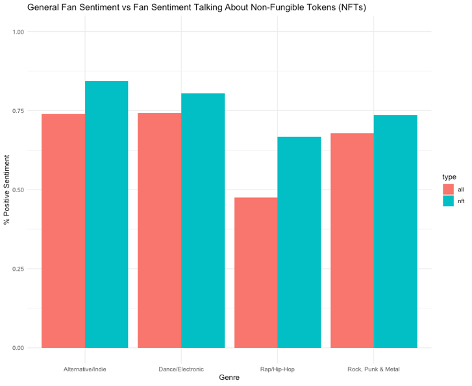 General Fan Sentiment vs Fan Sentiment Talking About Non-Fungible Tokens (NFTs)
1.00
0.75
0.50
0.25
0.00
% Positive Sentiment
Alternative/Indie
Dance/Electronic
Rap/Hip-Hop
Rock, Punk & Metal
Genre
type
all
nft